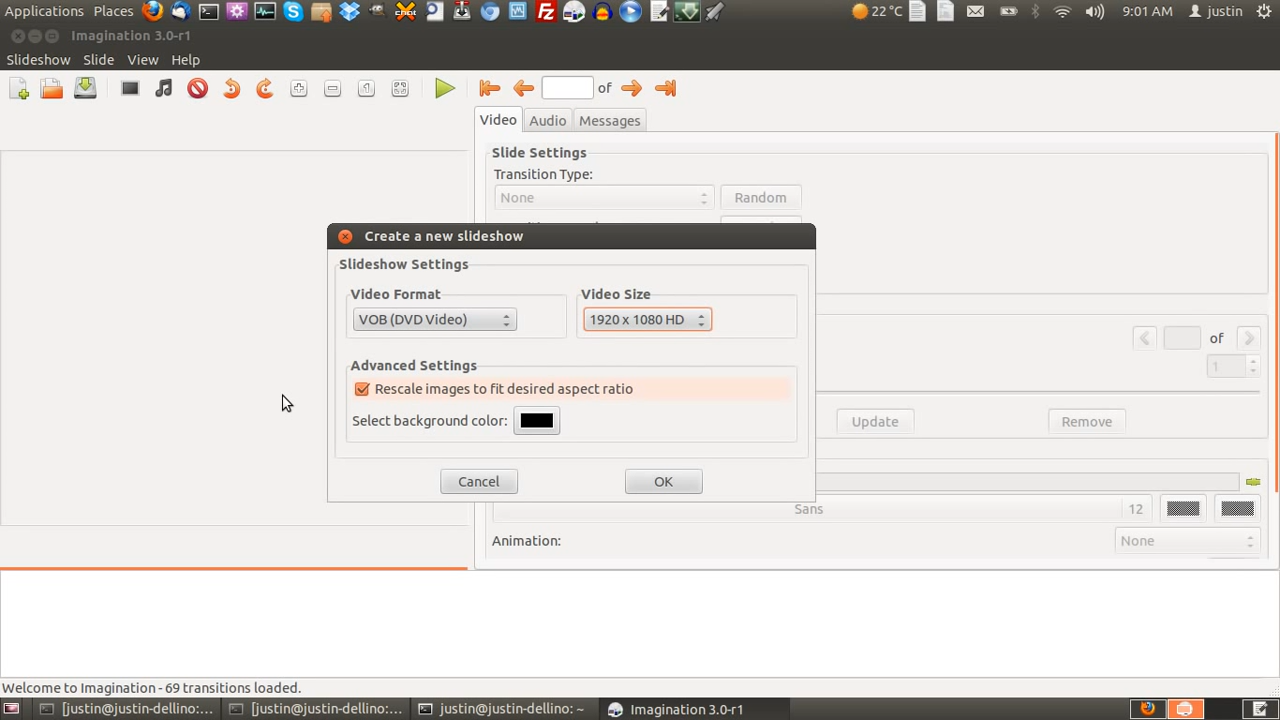 Applications Places 22 °C 9:01 AM justin
Imagination 3.0-r1
Slideshow Slide View Help
of
Video Audio Messages
Slide Settings
Transition Type:
None Random
Create a new slideshow
Slideshow Settings
Video Format Video Size
VOB (DVD Video) 1920 x 1080 HD
of
1
Advanced Settings
Rescale images to fit desired aspect ratio
Select background color:
Update Remove
Cancel OK
Sans 12
Animation: None
Welcome to Imagination - 69 transitions loaded.
[justin@justin-dellino:... [justin@justin-dellino:... justin@justin-dellino: ~ Imagination 3.0-r1